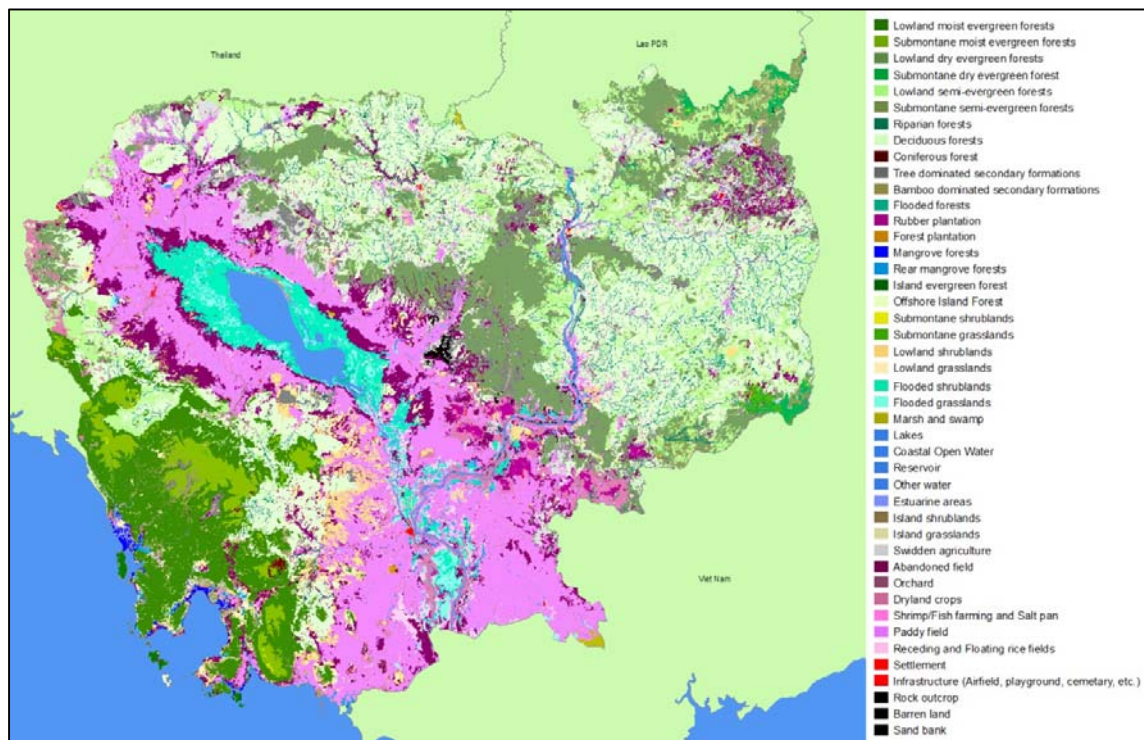 Thailand
Lao PDR
Viet Nam
Lowland moist evergreen forests
Submontane moist evergreen forests
Lowland dry evergreen forests
Submontane dry evergreen forest
Lowland semi-evergreen forests
Submontane semi-evergreen forests
Riparian forests
Deciduous forests
Coniferous forest
Tree dominated secondary formations
Bamboo dominated secondary formations
Flooded forests
Rubber plantation
Forest plantation
Mangrove forests
Rear mangrove forests
Island evergreen forest
Offshore Island Forest
Submontane shrublands
Submontane grasslands
Lowland shrublands
Lowland grasslands
Flooded shrublands
Flooded grasslands
Marsh and swamp
Lakes
Coastal Open Water
Reservoir
Other water
Estuarine areas
Island shrublands
Island grasslands
Swidden agriculture
Abandoned field
Orchard
Dryland crops
Shrimp/Fish farming and Salt pan
Paddy field
Receding and Floating rice fields
Settlement
Infrastructure (Airfield, playground, cemetary, etc.)
Rock outcrop
Barren land
Sand bank